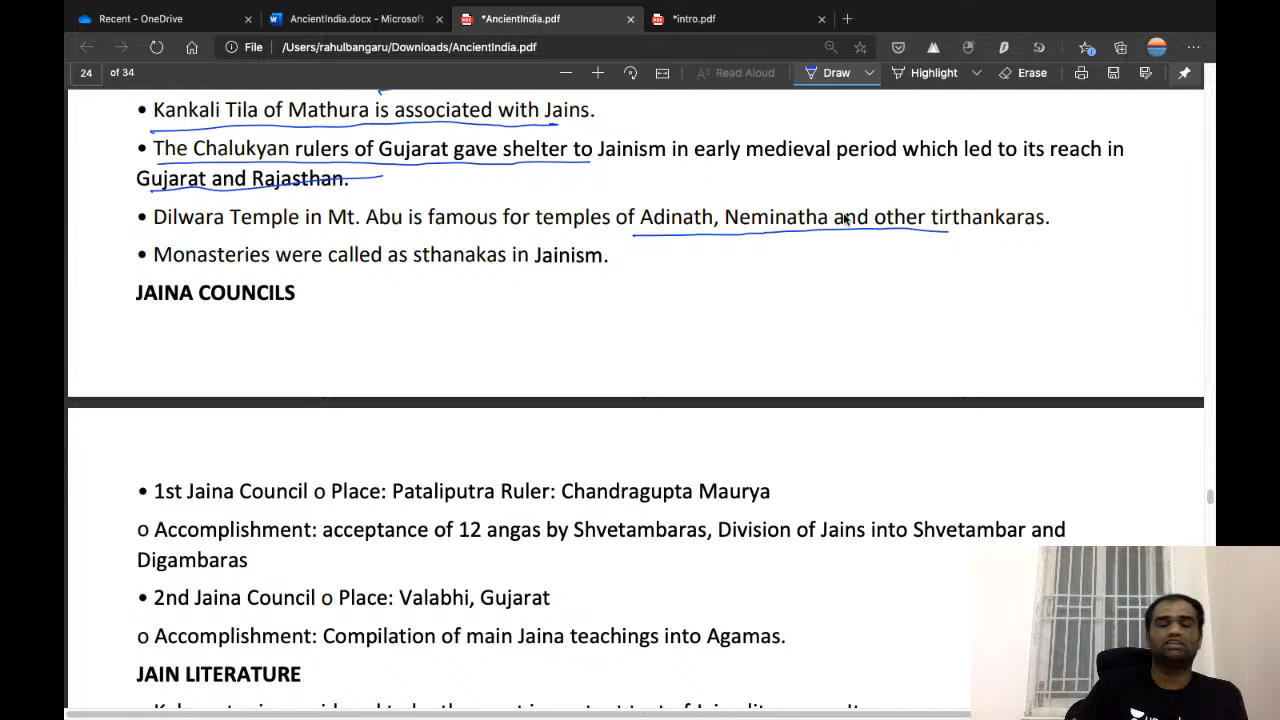 Recent - OneDrive
AncientIndia.docx - Microsoft
*AncientIndia.pdf
*intro.pdf
File /Users/rahulbangaru/Downloads/AncientIndia.pdf
24 of 34
Read Aloud
Draw
Highlight
Erase
• Kankali Tila of Mathura is associated with Jains.
• The Chalukyan rulers of Gujarat gave shelter to Jainism in early medieval period which led to its reach in
Gujarat and Rajasthan.
• Dilwara Temple in Mt. Abu is famous for temples of Adinath, Neminatha and other tirthankaras.
• Monasteries were called as sthanakas in Jainism.
JAINA COUNCILS
• 1st Jaina Council o Place: Pataliputra Ruler: Chandragupta Maurya
o Accomplishment: acceptance of 12 angas by Shvetambaras, Division of Jains into Shvetambar and
Digambaras
• 2nd Jaina Council o Place: Valabhi, Gujarat
o Accomplishment: Compilation of main Jaina teachings into Agamas.
JAIN LITERATURE